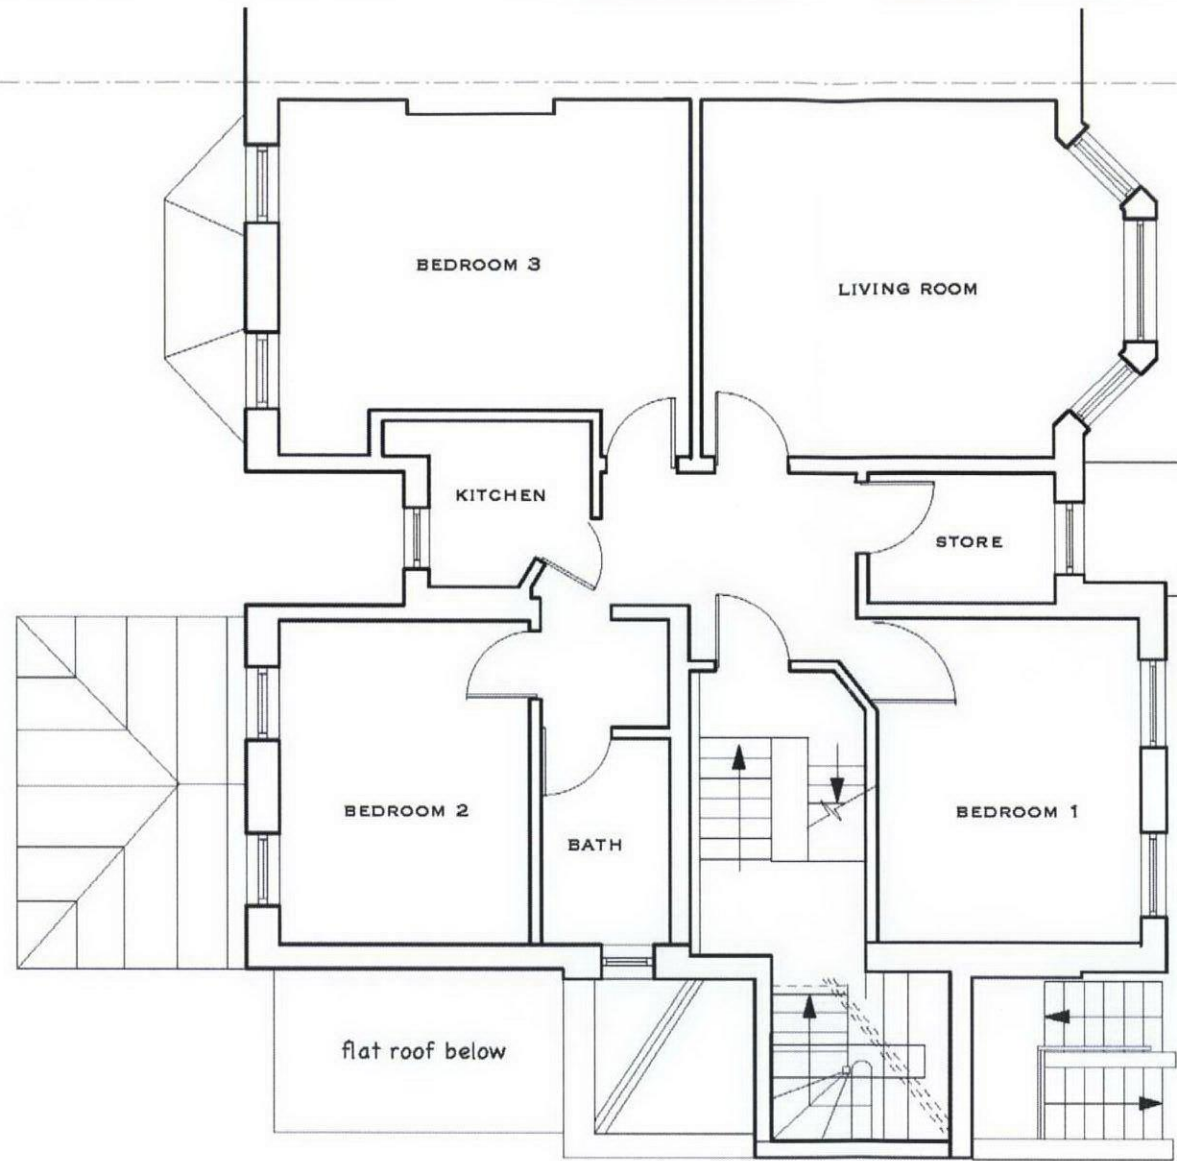 BEDROOM 3
LIVING ROOM
KITCHEN
STORE
BEDROOM 2
BATH
BEDROOM 1
flat roof below